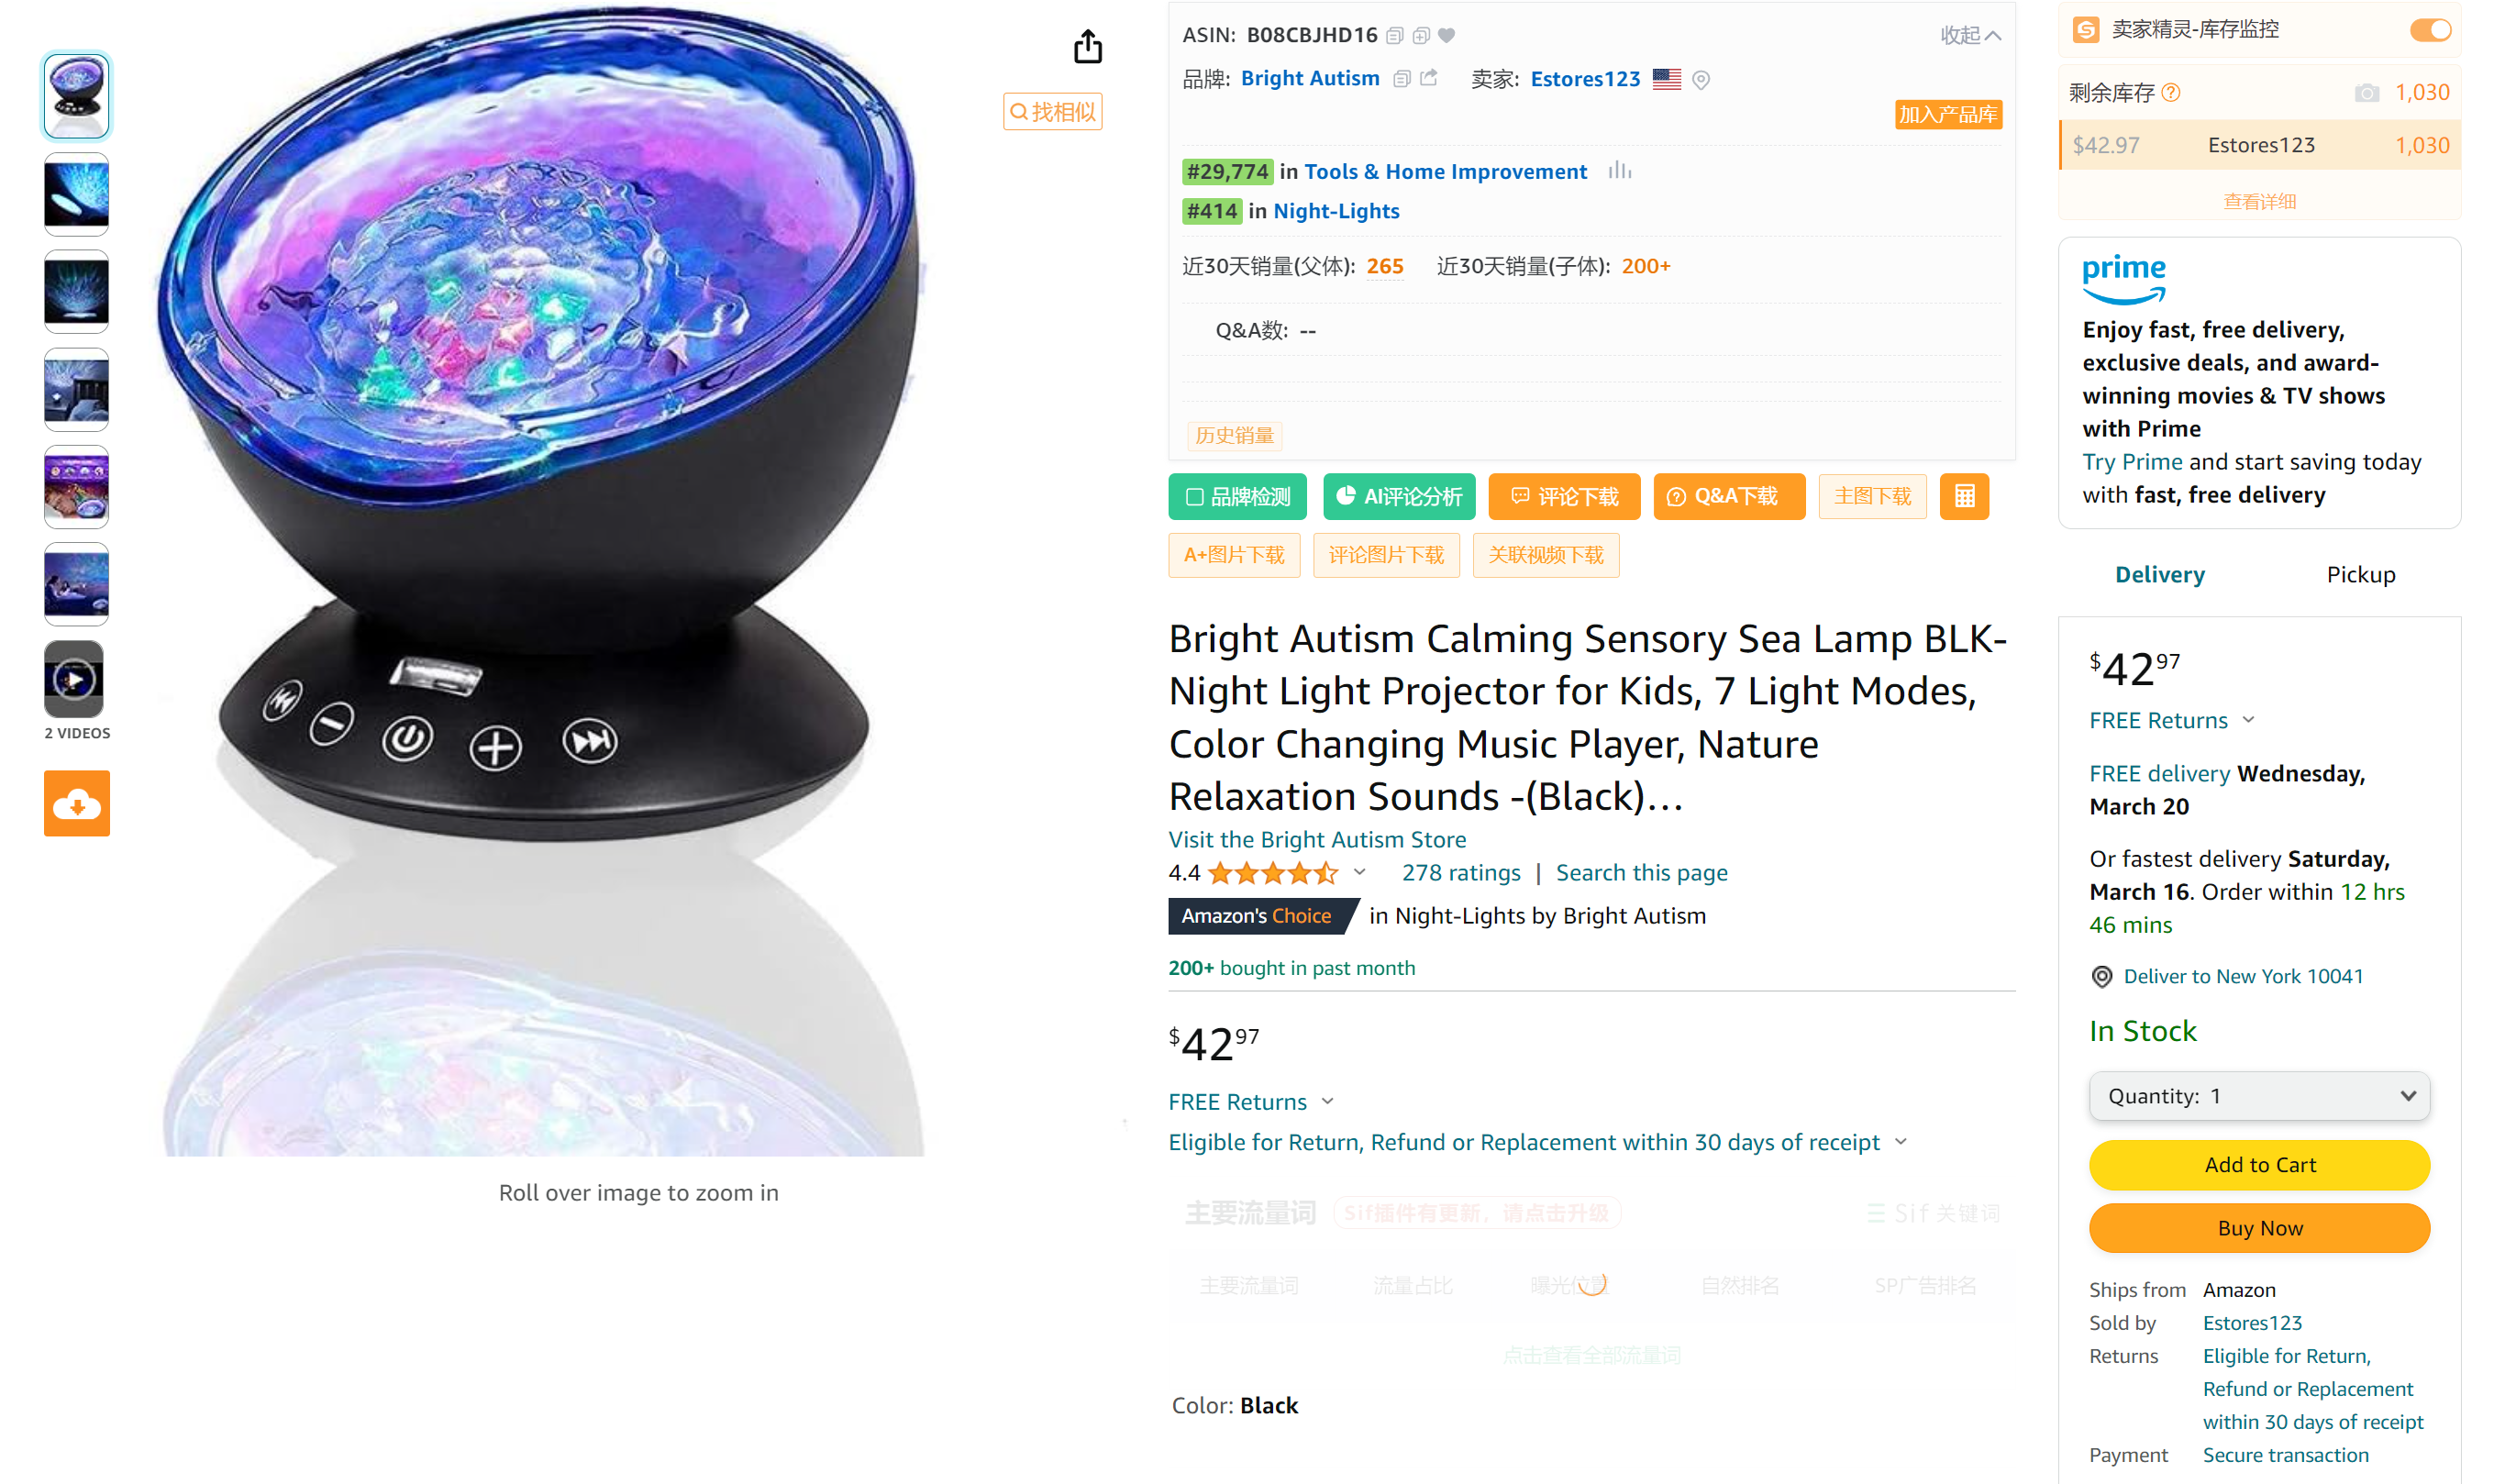 2 VIDEOS
找相似
Roll over image to zoom in
ASIN: B08CBJHD16
收起
品牌: Bright Autism 卖家: Estores123
加入产品库
#29,774 in Tools & Home Improvement
#414 in Night-Lights
近30天销量(父体): 265 近30天销量(子体): 200+
Q&A数: --
历史销量
品牌检测 AI评论分析 评论下载 Q&A下载 主图下载
A+图片下载 评论图片下载 关联视频下载
Bright Autism Calming Sensory Sea Lamp BLK-
Night Light Projector for Kids, 7 Light Modes,
Color Changing Music Player, Nature
Relaxation Sounds -(Black)…
Visit the Bright Autism Store
4.4 278 ratings | Search this page
Amazon's Choice in Night-Lights by Bright Autism
200+ bought in past month
$42 97
FREE Returns
Eligible for Return, Refund or Replacement within 30 days of receipt
主要流量词 Sif插件有更新，请点击升级 Sif 关键词
主要流量词 流量占比 曝光位置 自然排名 SP广告排名
点击查看全部流量词
Color: Black
卖家精灵-库存监控
剩余库存 1,030
$42.97 Estores123 1,030
查看详细
prime
Enjoy fast, free delivery,
exclusive deals, and award-
winning movies & TV shows
with Prime
Try Prime and start saving today
with fast, free delivery
Delivery Pickup
$42 97
FREE Returns
FREE delivery Wednesday,
March 20
Or fastest delivery Saturday,
March 16. Order within 12 hrs
46 mins
Deliver to New York 10041
In Stock
Quantity: 1
Add to Cart
Buy Now
Ships from Amazon
Sold by Estores123
Returns Eligible for Return,
Refund or Replacement
within 30 days of receipt
Payment Secure transaction